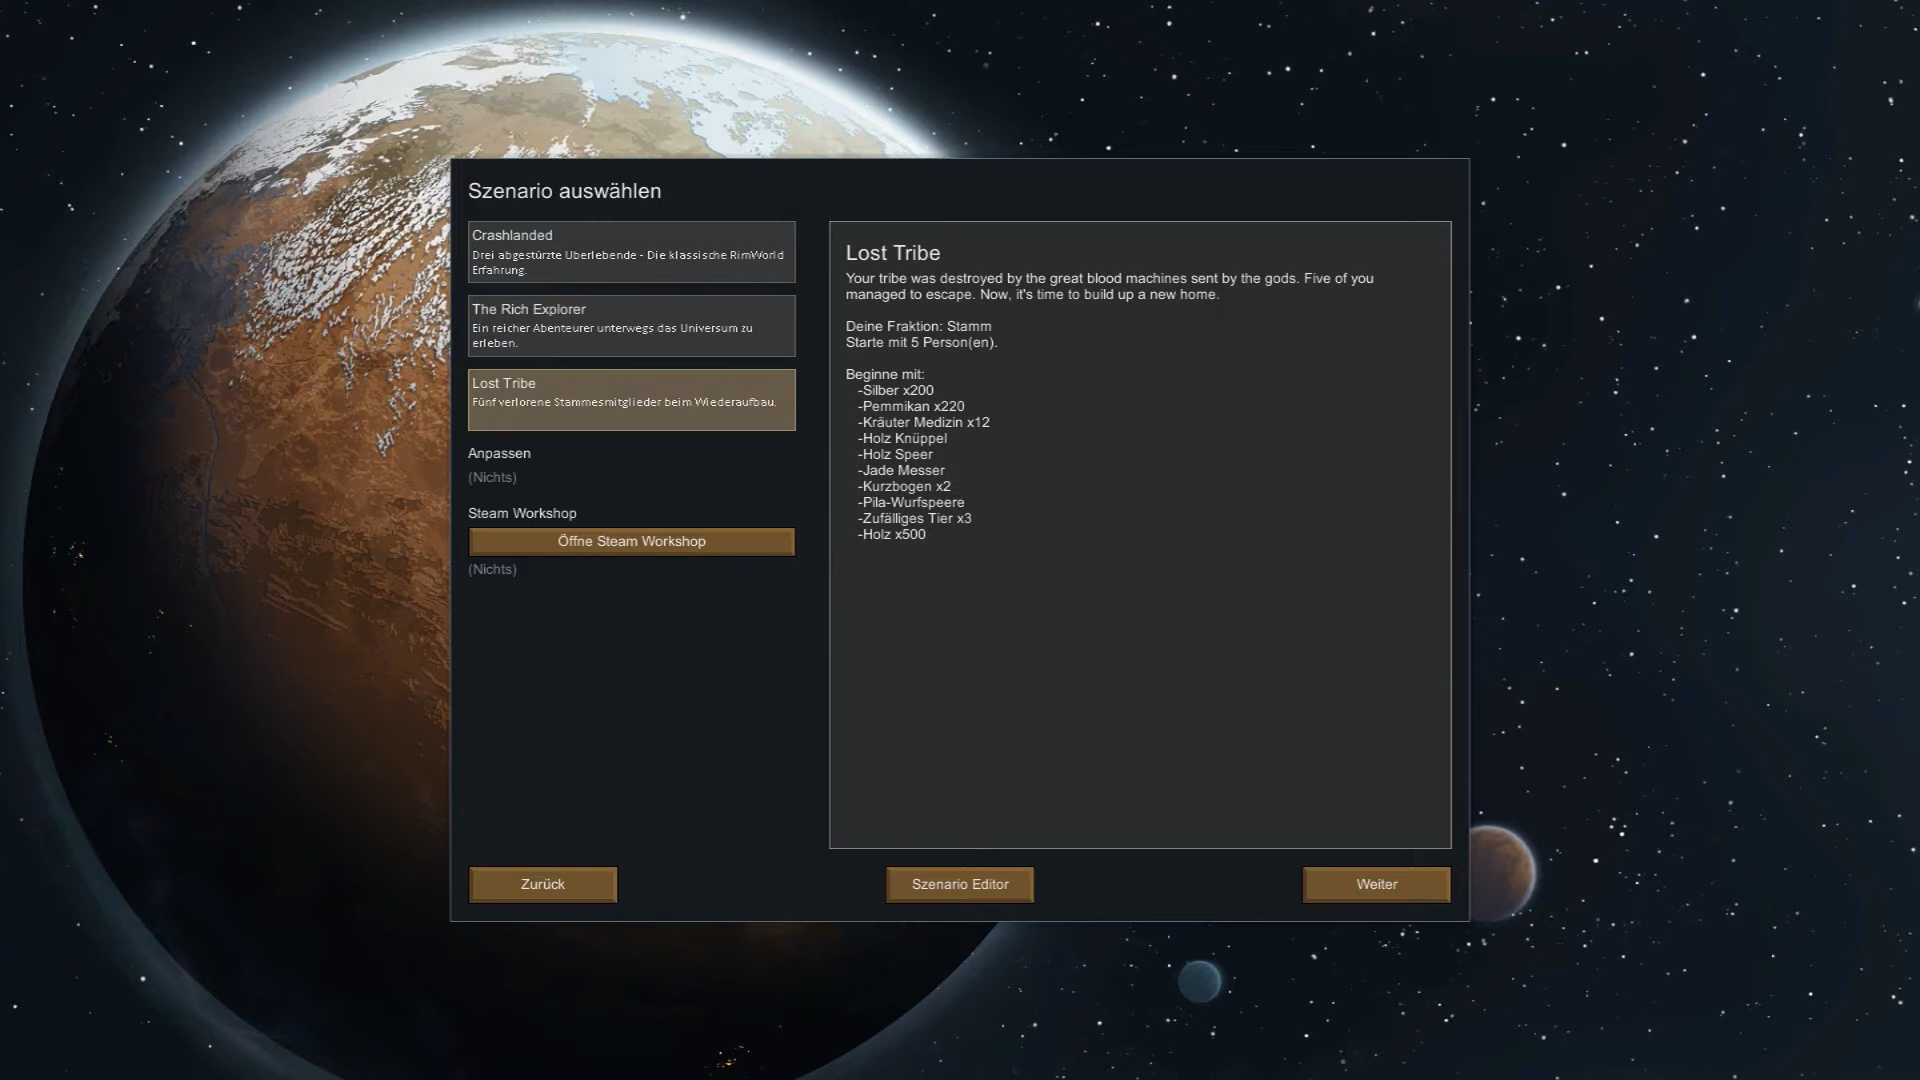 Szenario auswählen
Crashlanded
Drei abgestürzte Überlebende - Die klassische RimWorld
Erfahrung.
The Rich Explorer
Ein reicher Abenteurer unterwegs das Universum zu
erleben.
Lost Tribe
Fünf verlorene Stammesmitglieder beim Wiederaufbau.
Anpassen
(Nichts)
Steam Workshop
Öffne Steam Workshop
(Nichts)
Lost Tribe
Your tribe was destroyed by the great blood machines sent by the gods. Five of you
managed to escape. Now, it's time to build up a new home.
Deine Fraktion: Stamm
Starte mit 5 Person(en).
Beginne mit:
-Silber x200
-Pemmikan x220
-Kräuter Medizin x12
-Holz Knüppel
-Holz Speer
-Jade Messer
-Kurzbogen x2
-Pila-Wurfspeere
-Zufälliges Tier x3
-Holz x500
Zurück
Szenario Editor
Weiter